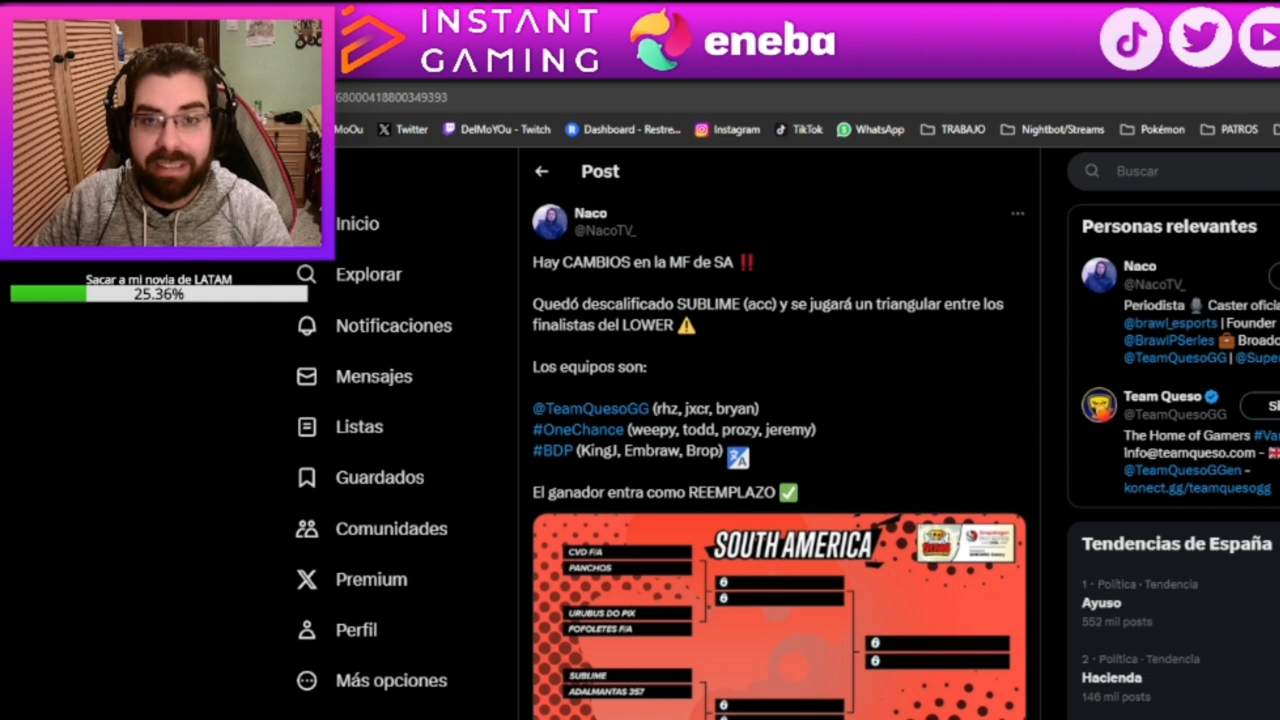 INSTANT GAMING
eneba
68000418800349393
MoOu
Twitter
DelMoYOu - Twitch
Dashboard - Restre...
Instagram
TikTok
WhatsApp
TRABAJO
Nightbot/Streams
Pokémon
PATROS
Sacar a mi novia de LATAM
25.36%
Inicio
Explorar
Notificaciones
Mensajes
Listas
Guardados
Comunidades
Premium
Perfil
Más opciones
Post
Naco
@NacoTV_
Hay CAMBIOS en la MF de SA ‼️
Quedó descalificado SUBLIME (acc) y se jugará un triangular entre los
finalistas del LOWER ⚠️
Los equipos son:
@TeamQuesoGG (rhz, jxcr, bryan)
#OneChance (weepy, todd, prozy, jeremy)
#BDP (KingJ, Embraw, Brop)
El ganador entra como REEMPLAZO ✅
SOUTH AMERICA
CVD F/A
PANCHOS
URUBUS DO PIX
FOFOLETES F/A
SUBLIME
ADALMANTAS 357
6
6
6
6
6
Buscar
Personas relevantes
Naco
@NacoTV_
Periodista 🎙️ Caster oficia
@brawl_esports | Founder
@BrawlPSeries 💼 Broadc
@TeamQuesoGG | @Supe
Team Queso
@TeamQuesoGG
Si
The Home of Gamers #Va
Info@teamqueso.com -
@TeamQuesoGGen -
konect.gg/teamquesogg
Tendencias de España
1 · Política · Tendencia
Ayuso
552 mil posts
2 · Política · Tendencia
Hacienda
146 mil posts